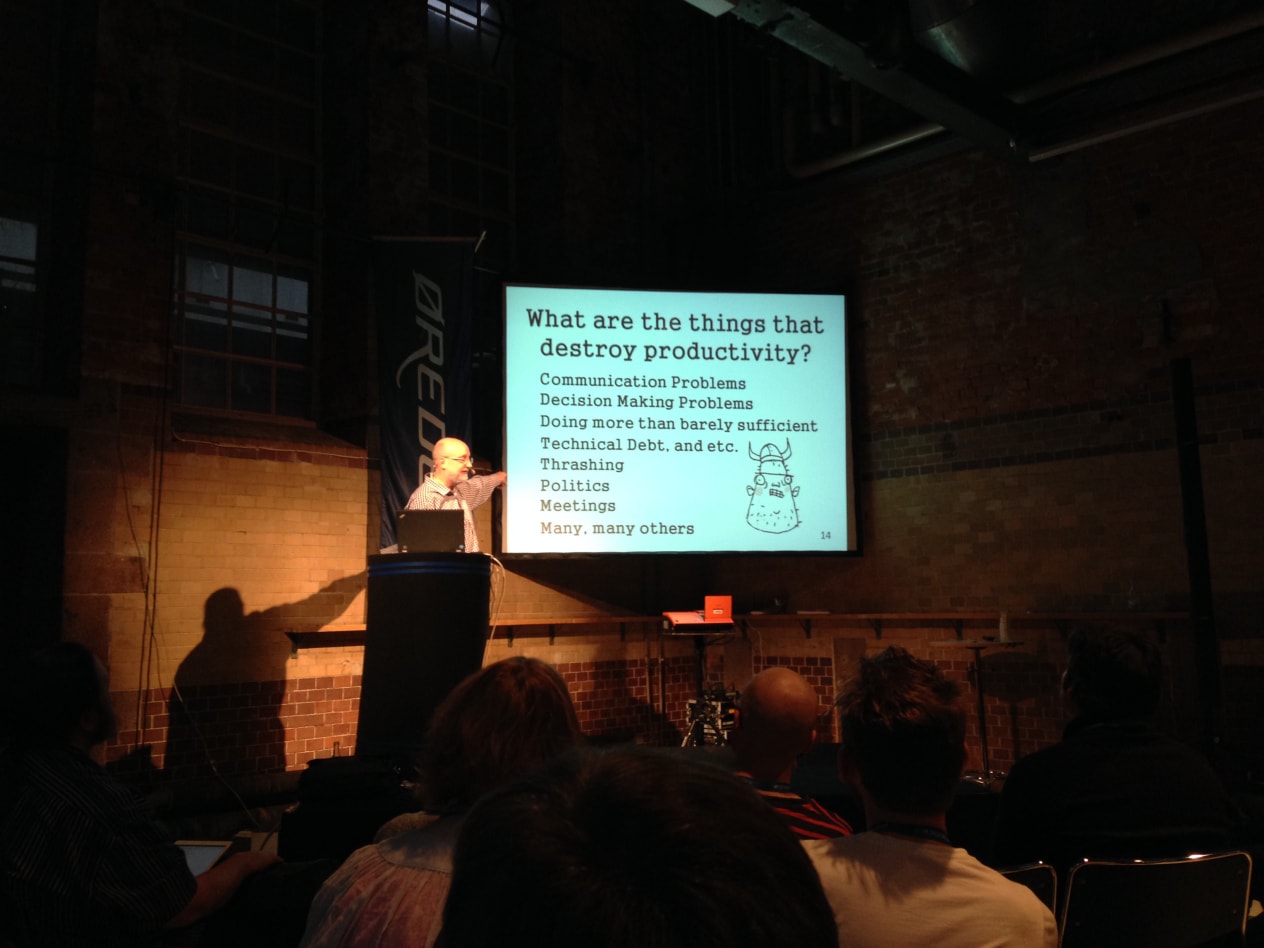 ØREDE
What are the things that
destroy productivity?
Communication Problems
Decision Making Problems
Doing more than barely sufficient
Technical Debt, and etc.
Thrashing
Politics
Meetings
Many, many others
14